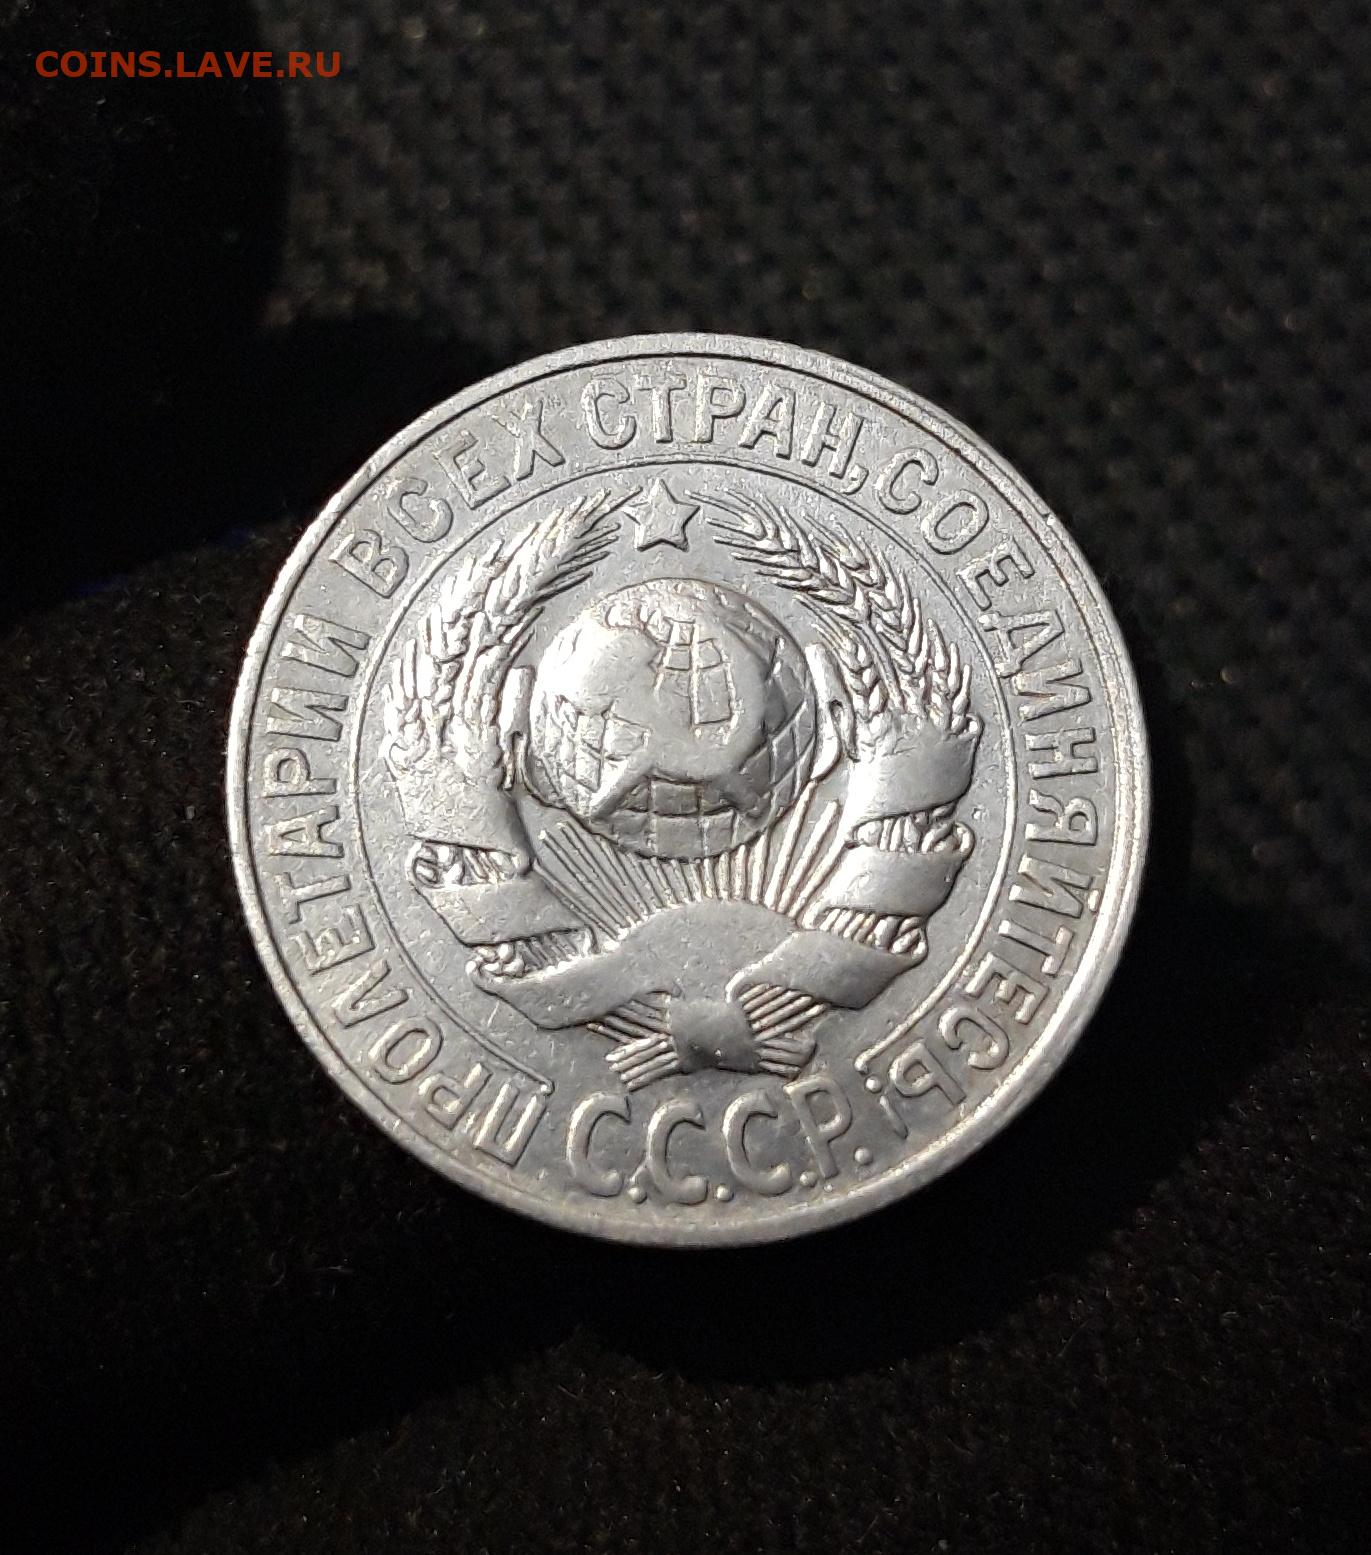 COINS.LAVE.RU
ПРОЛЕТАРИИ ВСЕХ СТРАН, СОЕДИНЯЙТЕСЬ!
С.С.С.Р.